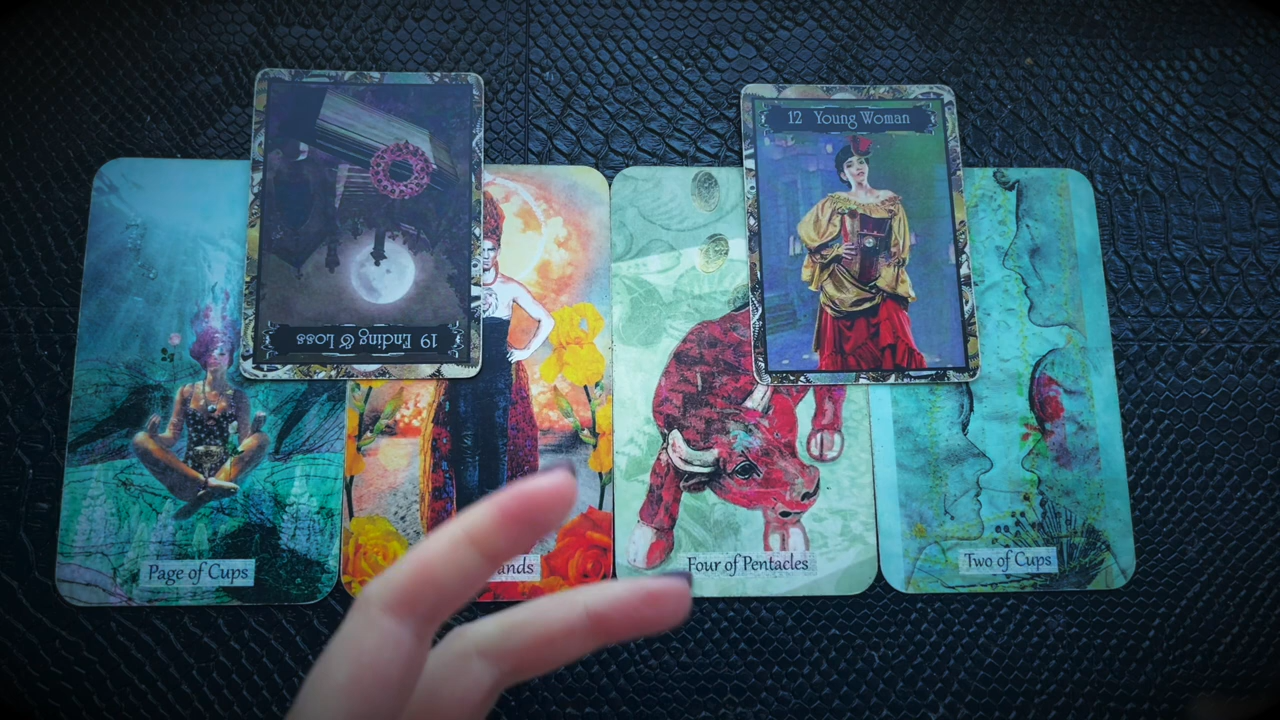 19 Ending & Loss
12 Young Woman
Page of Cups
ands
Four of Pentacles
Two of Cups